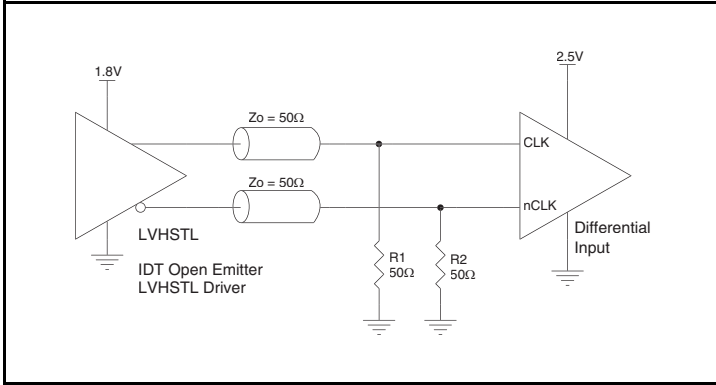 1.8V
2.5V
Zo = 50Ω
CLK
Zo = 50Ω
nCLK
LVHSTL
Differential
Input
IDT Open Emitter
LVHSTL Driver
R1
50Ω
R2
50Ω